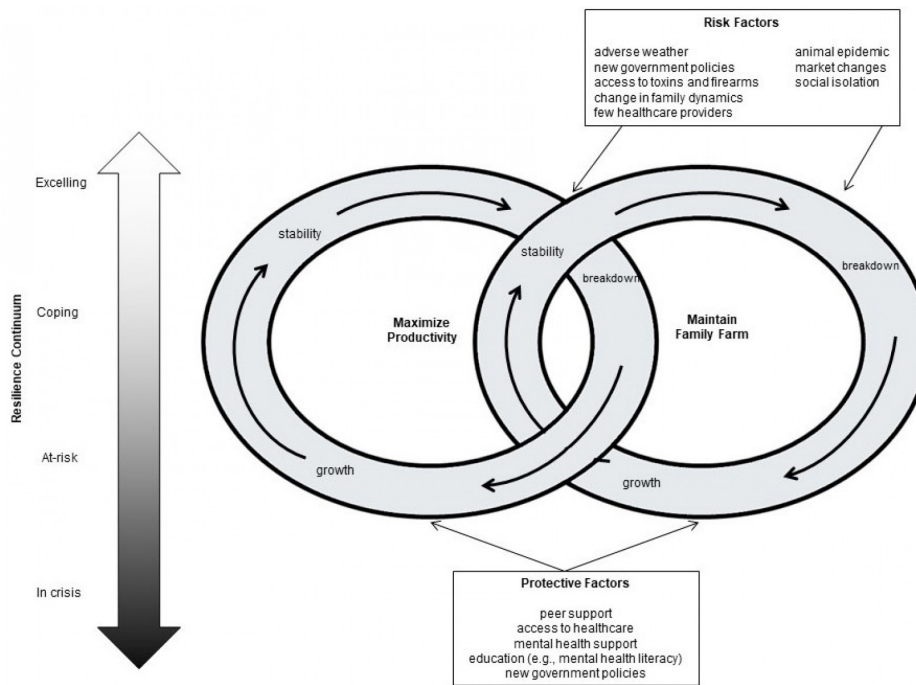 Risk Factors
adverse weather
new government policies
access to toxins and firearms
change in family dynamics
few healthcare providers
animal epidemic
market changes
social isolation
Resilience Continuum
Excelling
Coping
At-risk
In crisis
stability
Maximize
Productivity
growth
breakdown
stability
Maintain
Family Farm
breakdown
growth
Protective Factors
peer support
access to healthcare
mental health support
education (e.g., mental health literacy)
new government policies